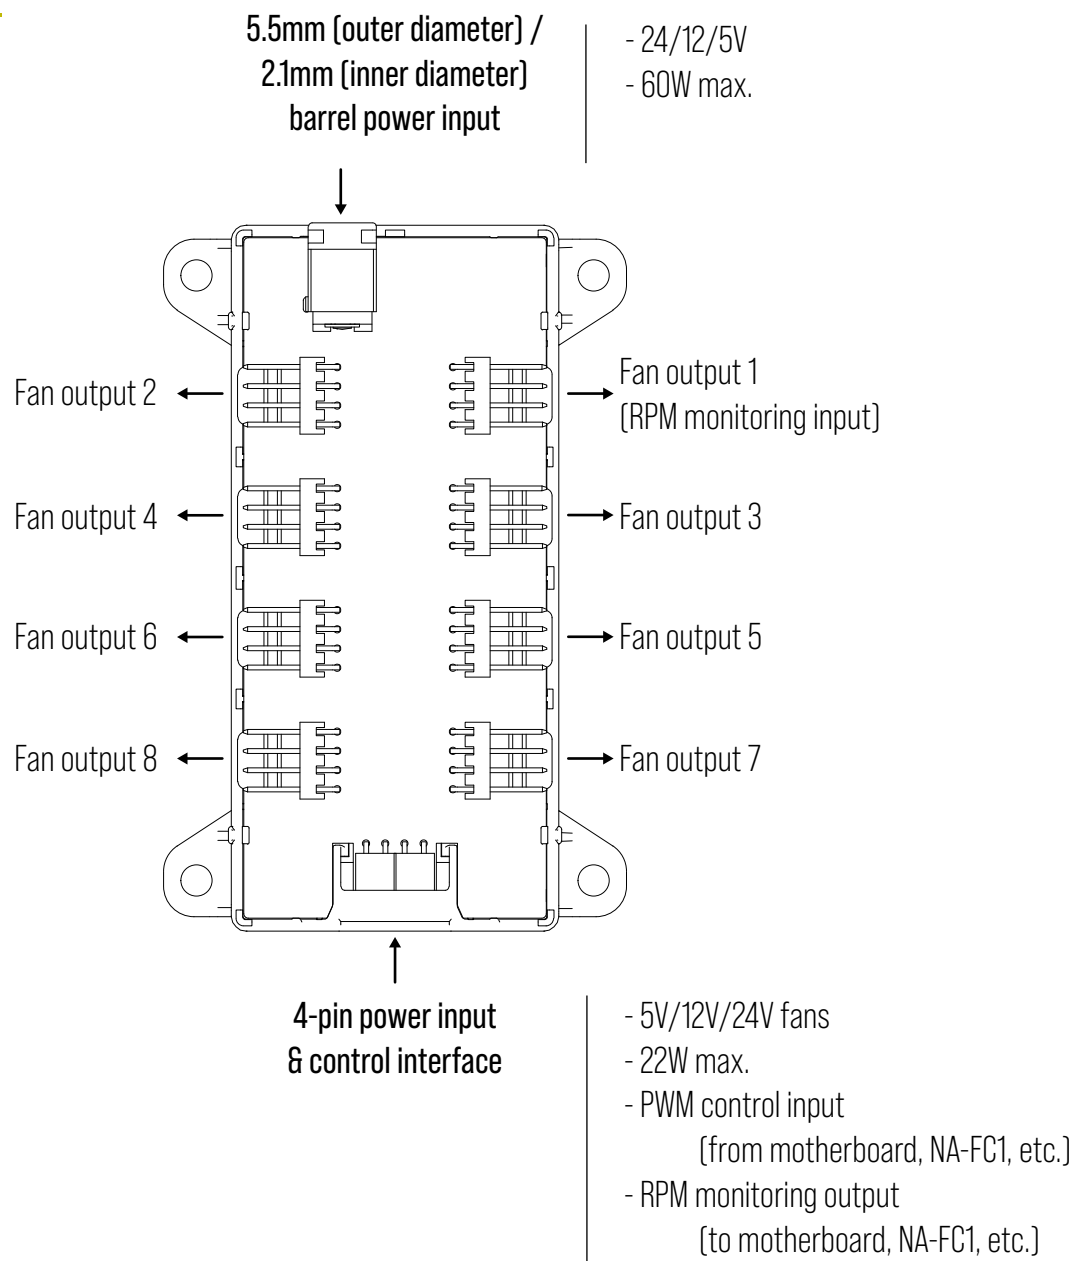 5.5mm (outer diameter) /
2.1mm (inner diameter)
barrel power input
- 24/12/5V
- 60W max.
Fan output 2
Fan output 1
(RPM monitoring input)
Fan output 4
Fan output 3
Fan output 6
Fan output 5
Fan output 8
Fan output 7
4-pin power input
& control interface
- 5V/12V/24V fans
- 22W max.
- PWM control input
(from motherboard, NA-FC1, etc.)
- RPM monitoring output
(to motherboard, NA-FC1, etc.)